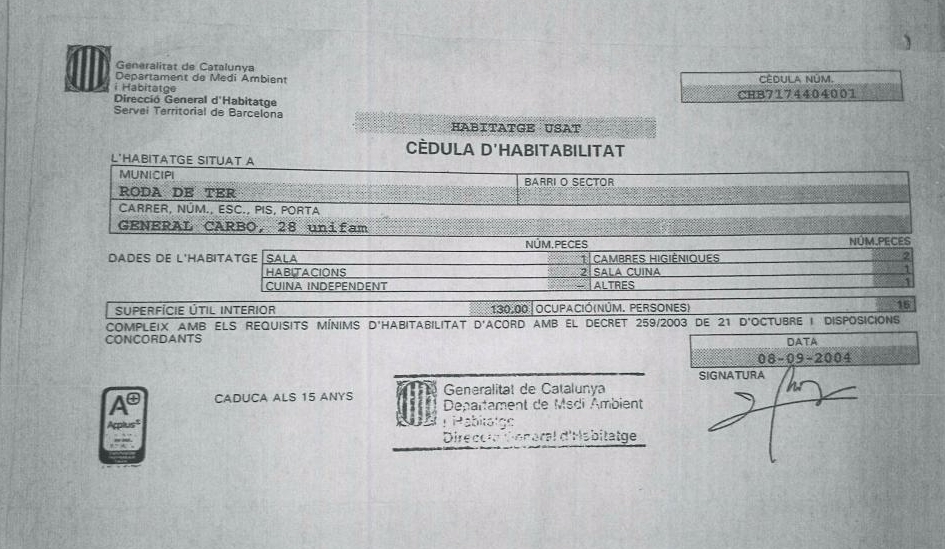 Generalitat de Catalunya
Departament de Medi Ambient
i Habitatge
Direcció General d'Habitatge
Servei Territorial de Barcelona
CÈDULA NÚM.
CHB7174404001
HABITATGE USAT
CÈDULA D'HABITABILITAT
L'HABITATGE SITUAT A
MUNICIPI
BARRI O SECTOR
RODA DE TER
CARRER, NÚM., ESC., PIS, PORTA
GENERAL CARBO, 28 unifam
NÚM.PECES NÚM.PECES
DADES DE L'HABITATGE SALA 1 CAMBRES HIGIÈNIQUES 2
HABITACIONS 2 SALA CUINA 1
CUINA INDEPENDENT – ALTRES 1
SUPERFÍCIE ÚTIL INTERIOR 130,00 OCUPACIÓ(NÚM. PERSONES) 16
COMPLEIX AMB ELS REQUISITS MÍNIMS D'HABITABILITAT D'ACORD AMB EL DECRET 259/2003 DE 21 D'OCTUBRE I DISPOSICIONS
CONCORDANTS
DATA
08-09-2004
SIGNATURA
CADUCA ALS 15 ANYS
Generalitat de Catalunya
Departament de Medi Ambient
i Habitatge
Direcció General d'Habitatge
A+
Applus+